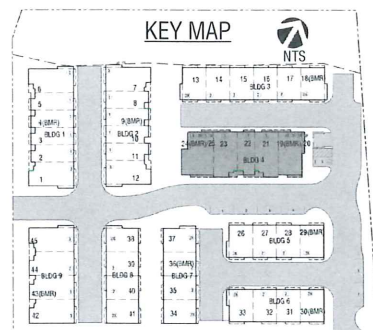 KEY MAP
NTS
13 14 15 16 17 18(BMR)
BLDG 3
6
5
4(BMR)
BLDG 1
3
2
1
7
8
9(BMR)
BLDG 2
10
11
12
24(BMR) 25 23 23 21 19(BMR) 20
BLDG 4
26 27 28 29(BMR)
BLDG 5
45
44
BLDG 9
43(BMR)
42
38
39
BLDG 8
40
41
37
36(BMR)
BLDG 7
35
34
BLDG 6
33 32 31 30(BMR)